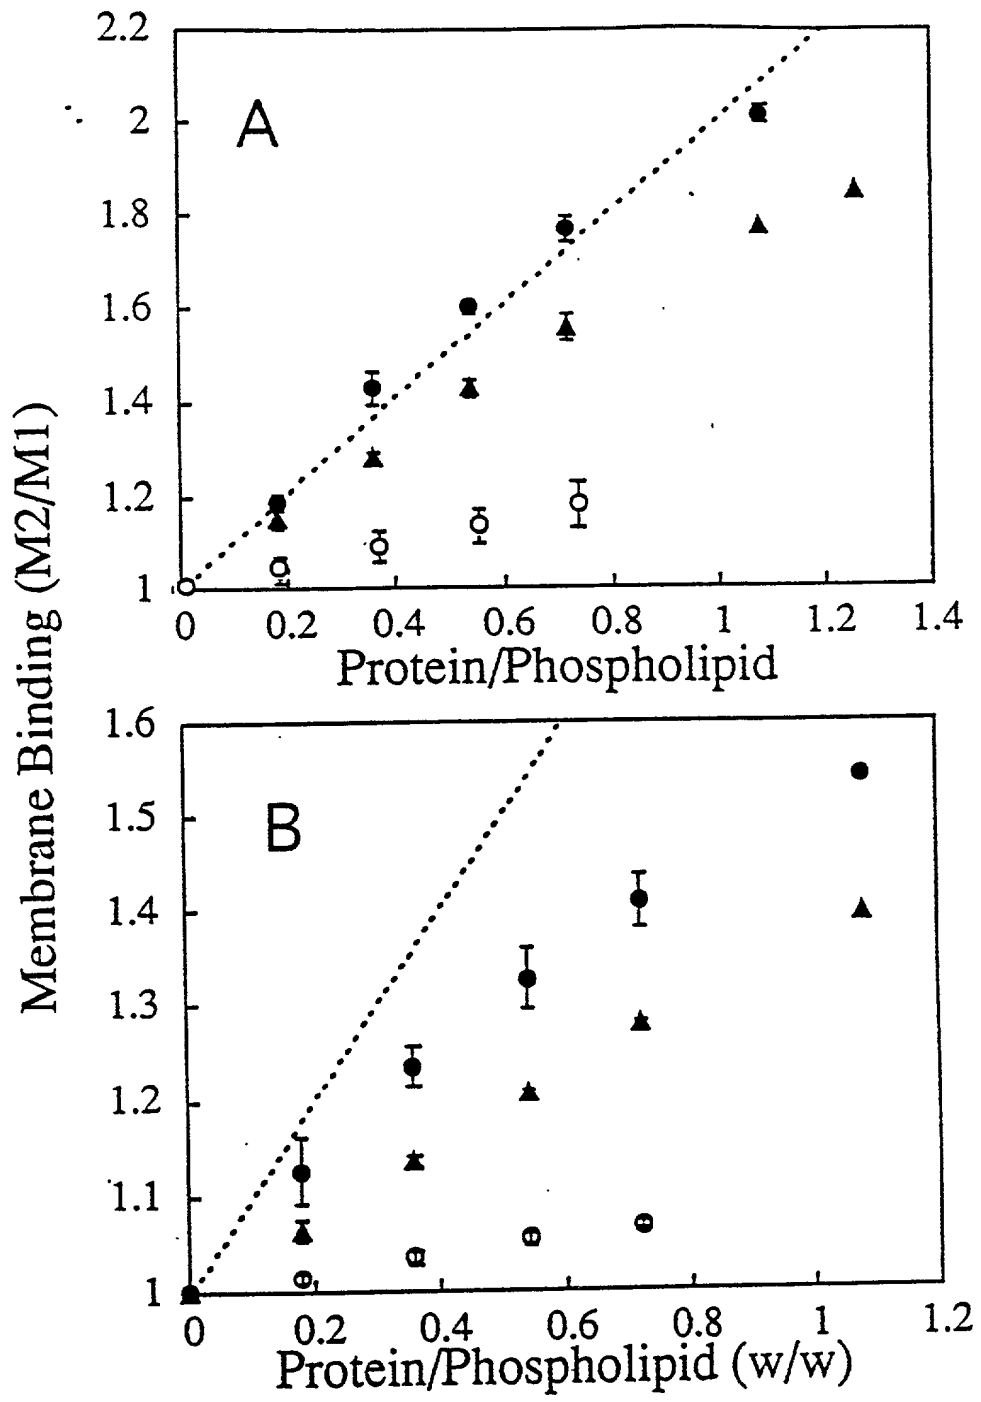 2.2
A
2
1.8
1.6
1.4
1.2
1
0 0.2 0.4 0.6 0.8 1 1.2 1.4
Protein/Phospholipid
Membrane Binding (M2/M1)
1.6
B
1.5
1.4
1.3
1.2
1.1
1
0 0.2 0.4 0.6 0.8 1 1.2
Protein/Phospholipid (w/w)